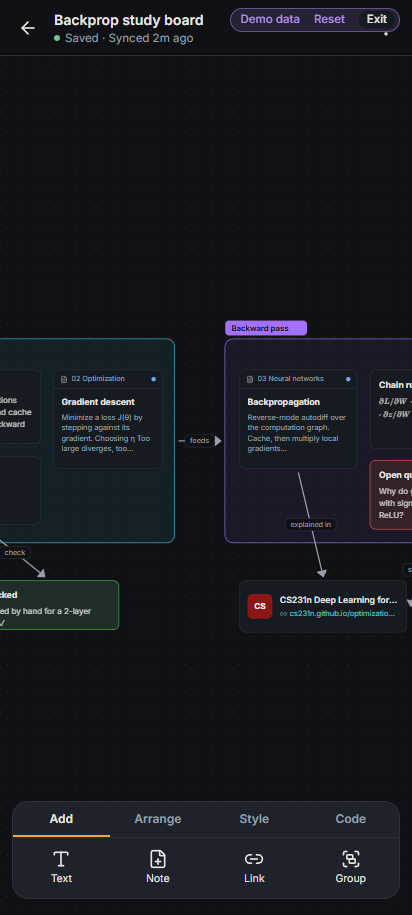 Backprop study board
Saved · Synced 2m ago
Demo data Reset Exit
Backward pass
tions
nd cache
ckward
02 Optimization
Gradient descent
Minimize a loss J(θ) by
stepping against its
gradient. Choosing η Too
large diverges, too...
feeds
03 Neural networks
Backpropagation
Reverse-mode autodiff over
the computation graph.
Cache, then multiply local
gradients...
Chain ru
∂L/∂W
· ∂z/∂W
Open qu
Why do
with sign
ReLU?
explained in
check
cked
ed by hand for a 2-layer
✓
CS
CS231n Deep Learning for...
cs231n.github.io/optimizatio...
s
Add Arrange Style Code
Text Note Link Group